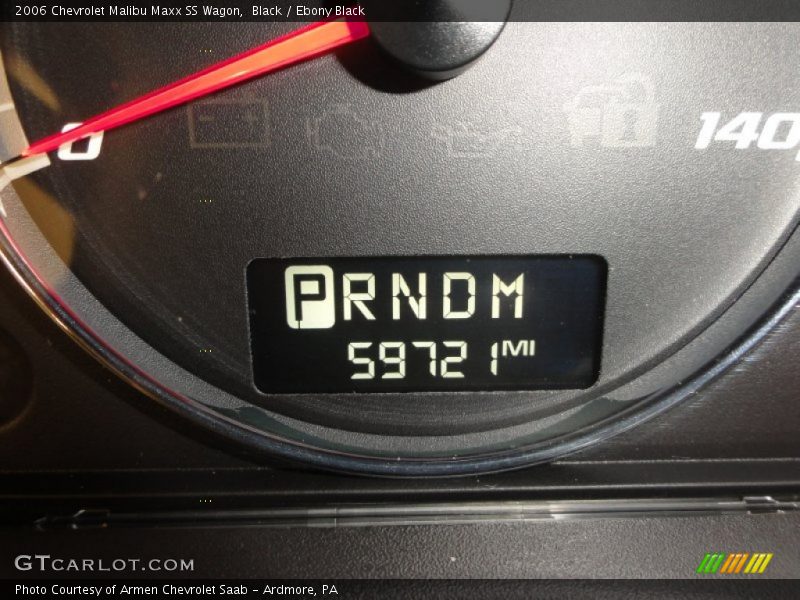 2006 Chevrolet Malibu Maxx SS Wagon,  Black / Ebony Black
0
140
PRNDM
59721 MI
GTCARLOT.COM
Photo Courtesy of Armen Chevrolet Saab - Ardmore, PA